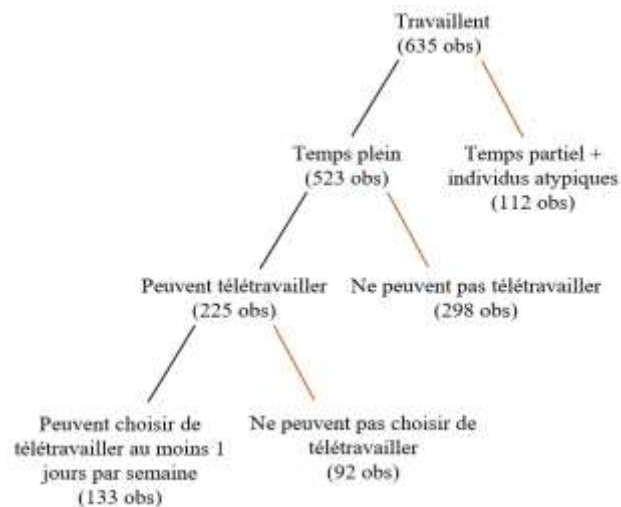 Travaillent
(635 obs)
Temps plein
(523 obs)
Temps partiel +
individus atypiques
(112 obs)
Peuvent télétravailler
(225 obs)
Ne peuvent pas télétravailler
(298 obs)
Peuvent choisir de
télétravailler au moins 1
jours par semaine
(133 obs)
Ne peuvent pas choisir de
télétravailler
(92 obs)